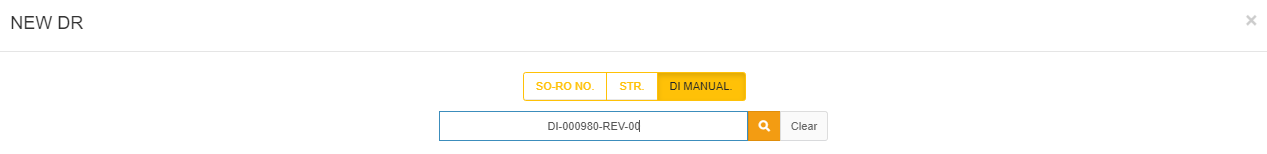 NEW DR ×
SO-RO NO. STR. DI MANUAL.
DI-000980-REV-00 Clear